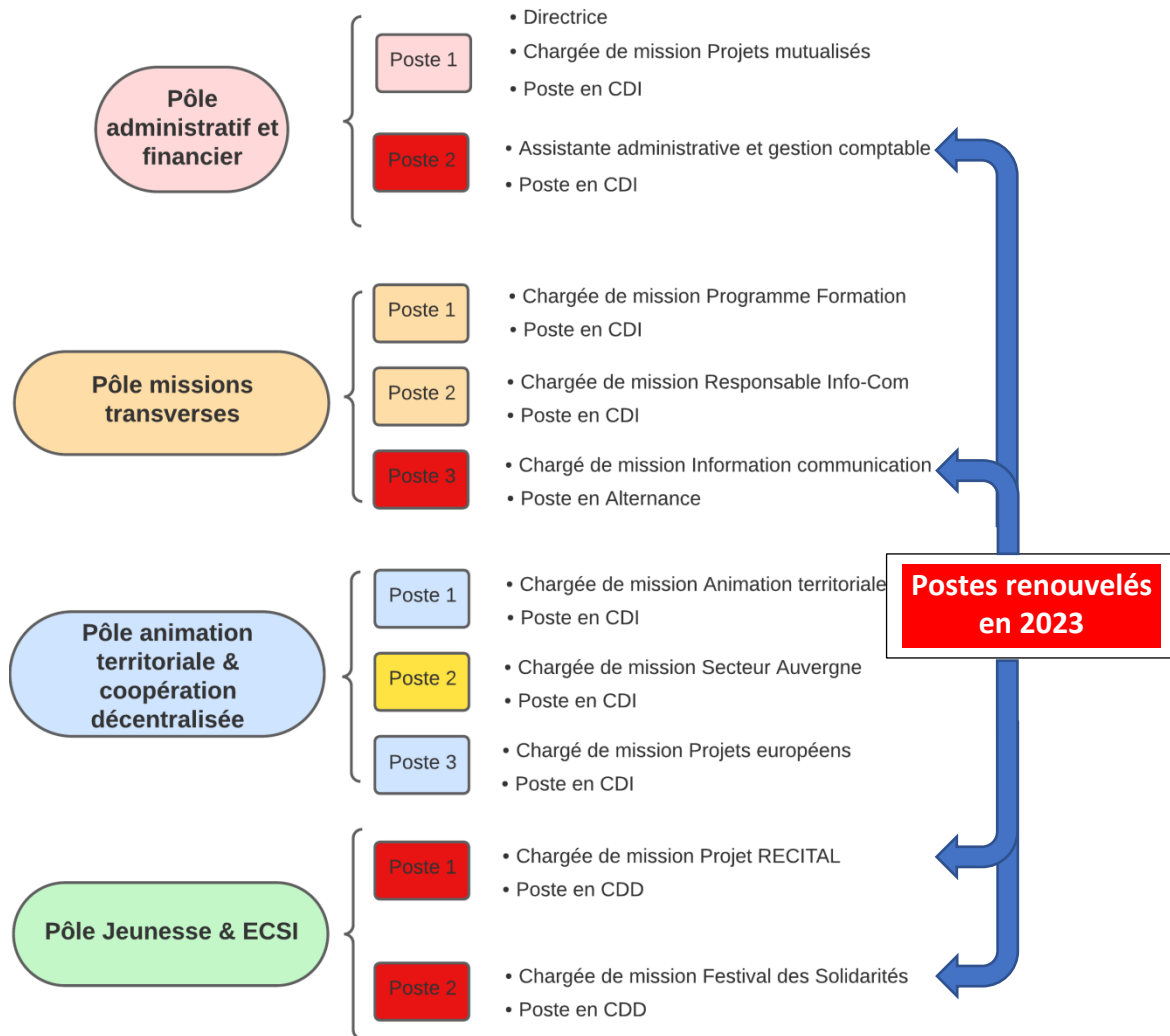 Pôle
administratif et
financier
Poste 1
• Directrice
• Chargée de mission Projets mutualisés
• Poste en CDI
Poste 2
• Assistante administrative et gestion comptable
• Poste en CDI
Pôle missions
transverses
Poste 1
• Chargée de mission Programme Formation
• Poste en CDI
Poste 2
• Chargée de mission Responsable Info-Com
• Poste en CDI
Poste 3
• Chargé de mission Information communication
• Poste en Alternance
Postes renouvelés
en 2023
Pôle animation
territoriale &
coopération
décentralisée
Poste 1
• Chargée de mission Animation territoriale
• Poste en CDI
Poste 2
• Chargée de mission Secteur Auvergne
• Poste en CDI
Poste 3
• Chargé de mission Projets européens
• Poste en CDI
Pôle Jeunesse & ECSI
Poste 1
• Chargée de mission Projet RECITAL
• Poste en CDD
Poste 2
• Chargée de mission Festival des Solidarités
• Poste en CDD